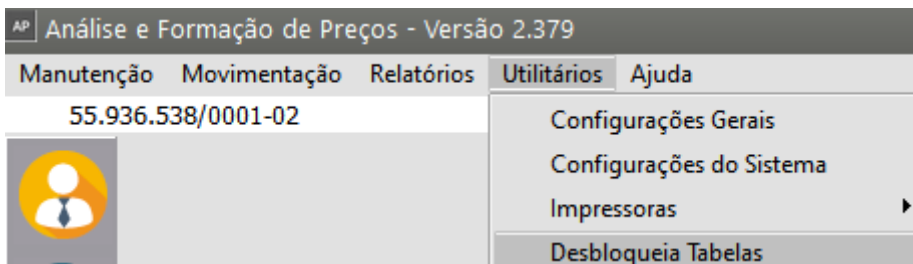 AP Análise e Formação de Preços - Versão 2.379
Manutenção Movimentação Relatórios Utilitários Ajuda
55.936.538/0001-02
Configurações Gerais
Configurações do Sistema
Impressoras
Desbloqueia Tabelas